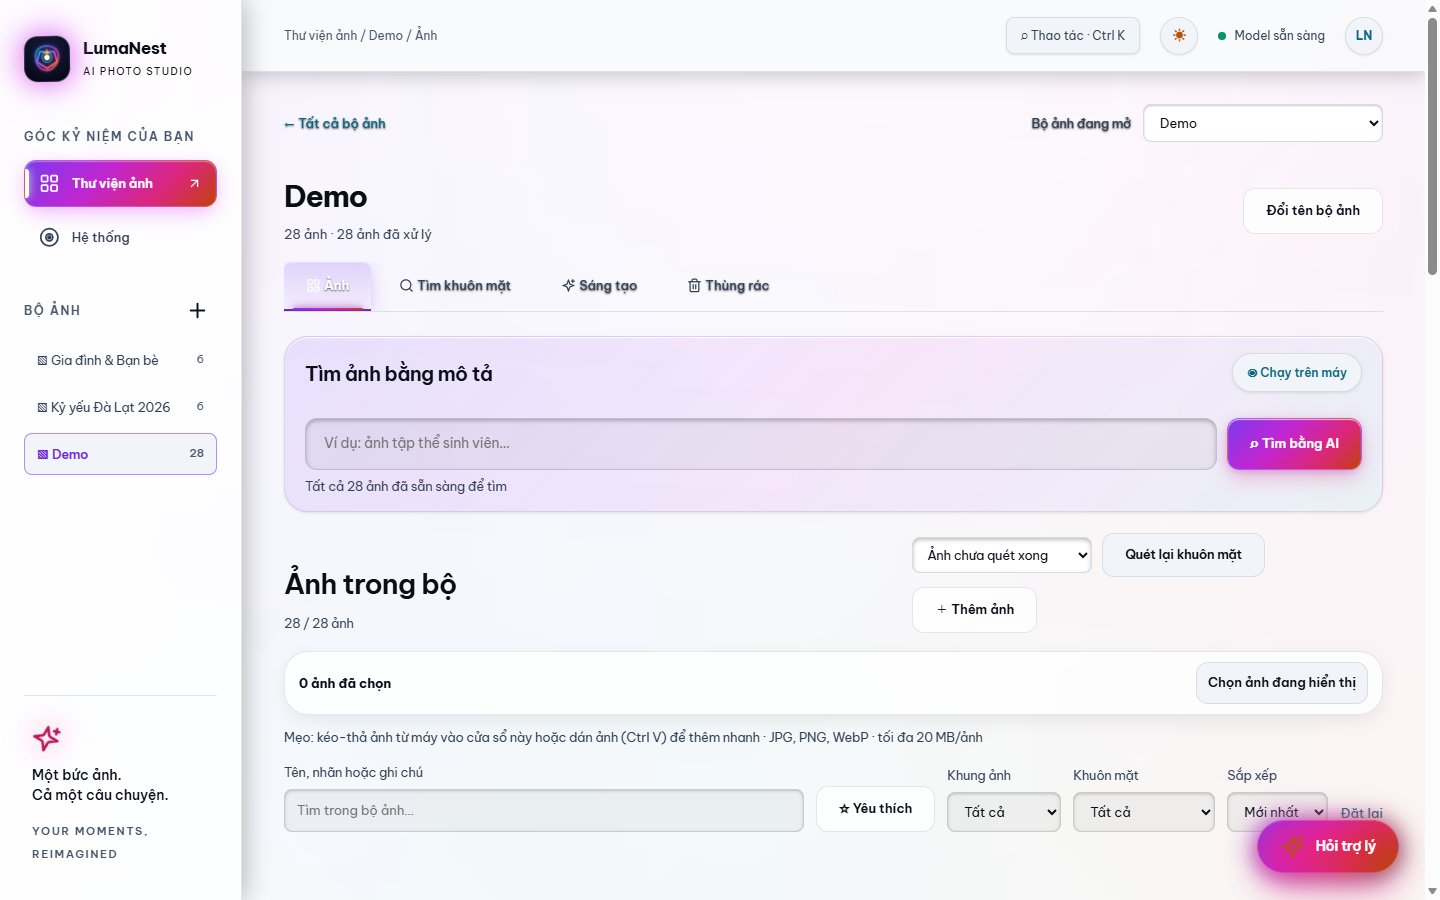 LumaNest
AI PHOTO STUDIO
GÓC KỶ NIỆM CỦA BẠN
Thư viện ảnh
Hệ thống
BỘ ẢNH
Gia đình & Bạn bè 6
Kỷ yếu Đà Lạt 2026 6
Demo 28
Một bức ảnh.
Cả một câu chuyện.
YOUR MOMENTS,
REIMAGINED
Thư viện ảnh / Demo / Ảnh
Thao tác · Ctrl K
Model sẵn sàng
LN
← Tất cả bộ ảnh
Bộ ảnh đang mở
Demo
Demo
28 ảnh · 28 ảnh đã xử lý
Đổi tên bộ ảnh
Ảnh
Tìm khuôn mặt
Sáng tạo
Thùng rác
Tìm ảnh bằng mô tả
Chạy trên máy
Ví dụ: ảnh tập thể sinh viên...
Tìm bằng AI
Tất cả 28 ảnh đã sẵn sàng để tìm
Ảnh trong bộ
28 / 28 ảnh
Ảnh chưa quét xong
Quét lại khuôn mặt
+ Thêm ảnh
0 ảnh đã chọn
Chọn ảnh đang hiển thị
Mẹo: kéo-thả ảnh từ máy vào cửa sổ này hoặc dán ảnh (Ctrl V) để thêm nhanh · JPG, PNG, WebP · tối đa 20 MB/ảnh
Tên, nhãn hoặc ghi chú
Tìm trong bộ ảnh...
☆ Yêu thích
Khung ảnh
Tất cả
Khuôn mặt
Tất cả
Sắp xếp
Mới nhất
Đặt lại
Hỏi trợ lý